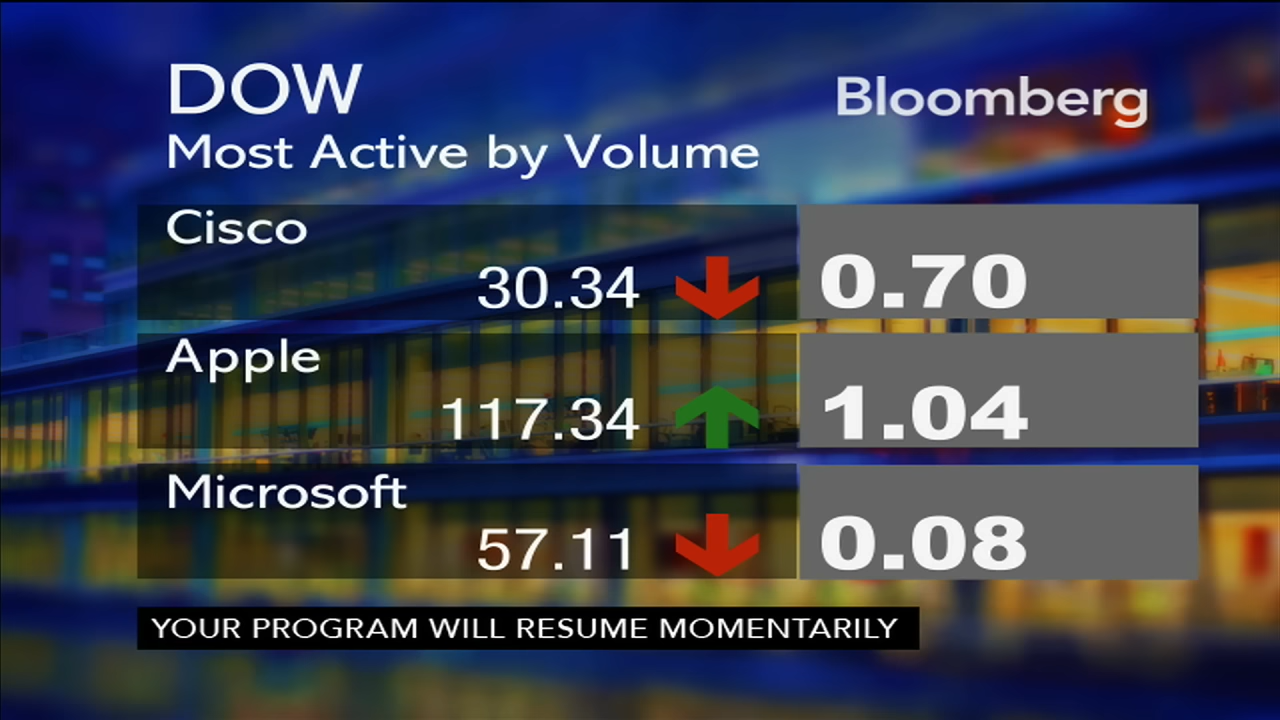 DOW
Bloomberg
Most Active by Volume
Cisco
30.34 0.70
Apple
117.34 1.04
Microsoft
57.11 0.08
YOUR PROGRAM WILL RESUME MOMENTARILY